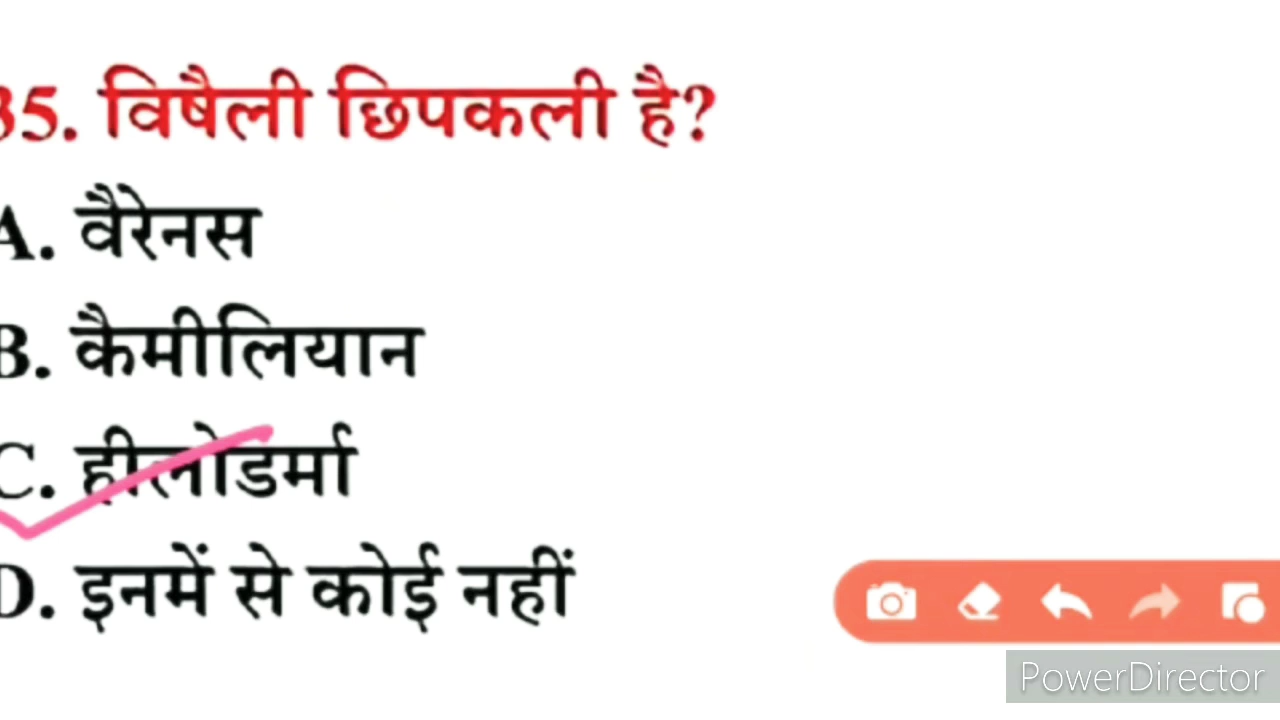 35. विषैली छिपकली है?
A. वैरेनस
B. कैमीलियान
C. हीलोडर्मा
D. इनमें से कोई नहीं
PowerDirector